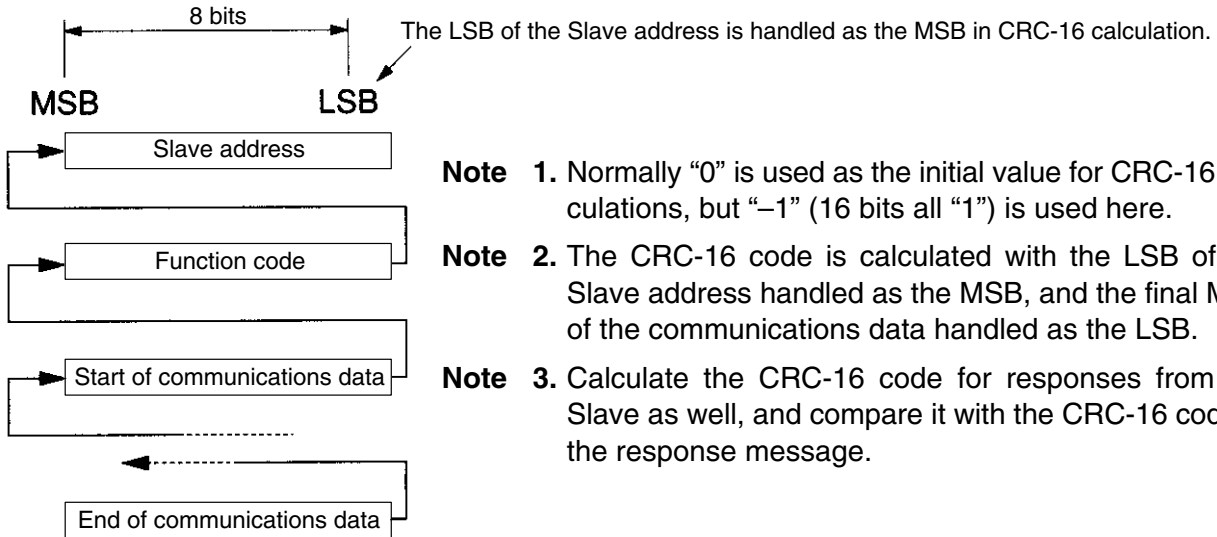 8 bits
The LSB of the Slave address is handled as the MSB in CRC-16 calculation.
MSB LSB
Slave address
Function code
Start of communications data
End of communications data
Note 1. Normally “0” is used as the initial value for CRC-16
culations, but “–1” (16 bits all “1”) is used here.
Note 2. The CRC-16 code is calculated with the LSB of
Slave address handled as the MSB, and the final
of the communications data handled as the LSB.
Note 3. Calculate the CRC-16 code for responses from
Slave as well, and compare it with the CRC-16
the response message.